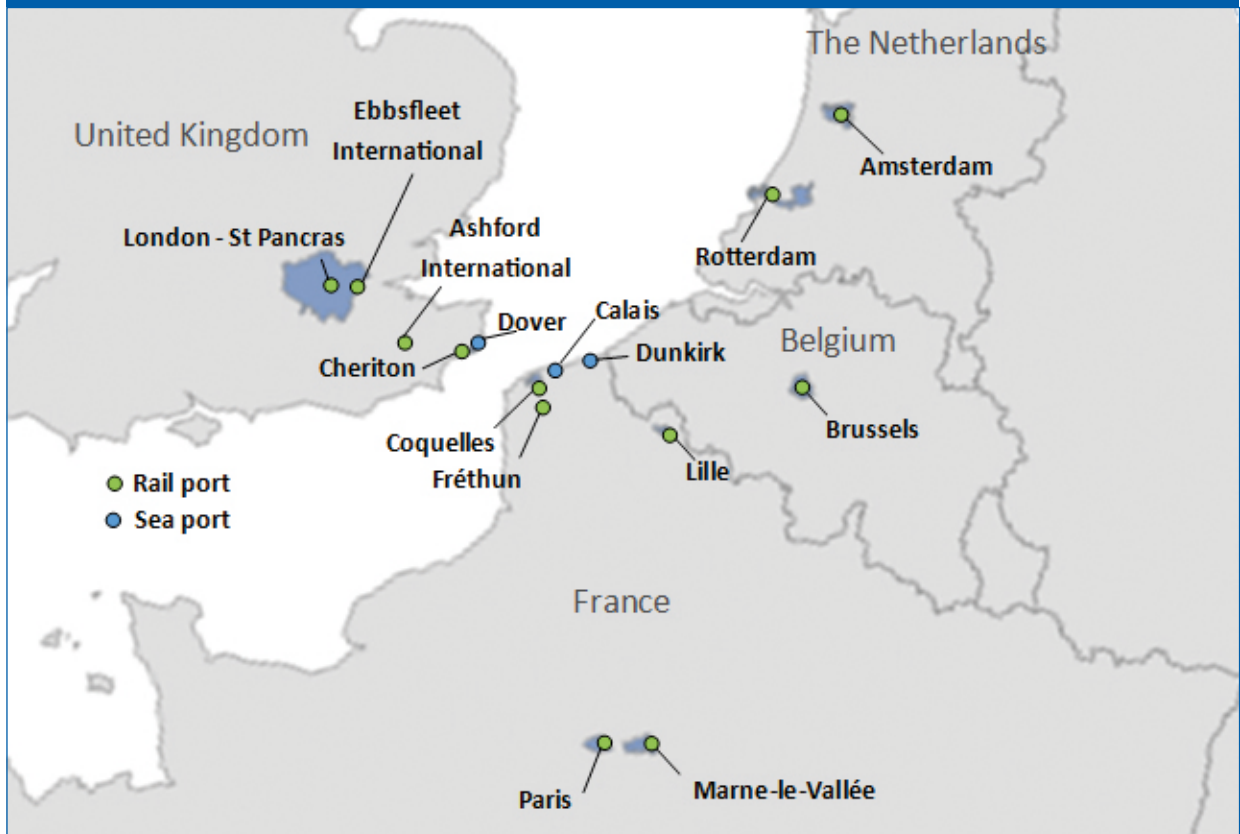 The Netherlands
United Kingdom
Ebbsfleet
International
Amsterdam
London - St Pancras
Ashford
International
Rotterdam
Dover
Calais
Cheriton
Dunkirk
Belgium
Coquelles
Fréthun
Brussels
Lille
Rail port
Sea port
France
Paris
Marne-le-Vallée